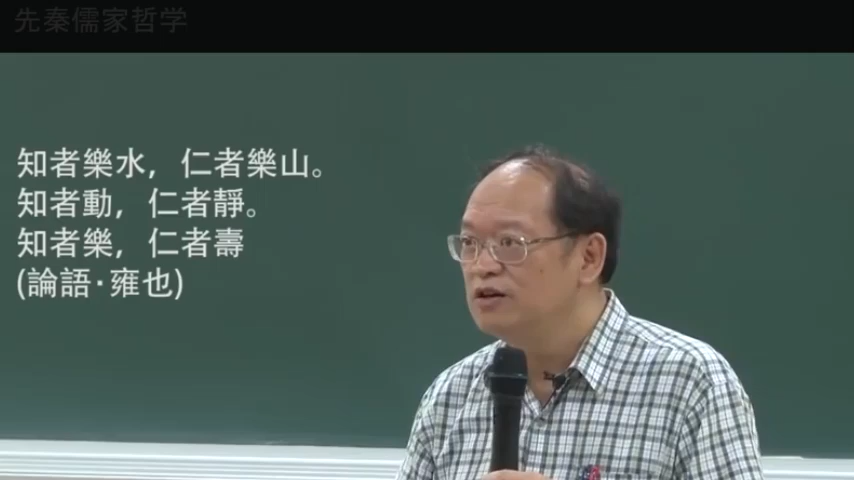 先秦儒家哲学
知者樂水，仁者樂山。
知者動，仁者靜。
知者樂，仁者壽
(論語·雍也)